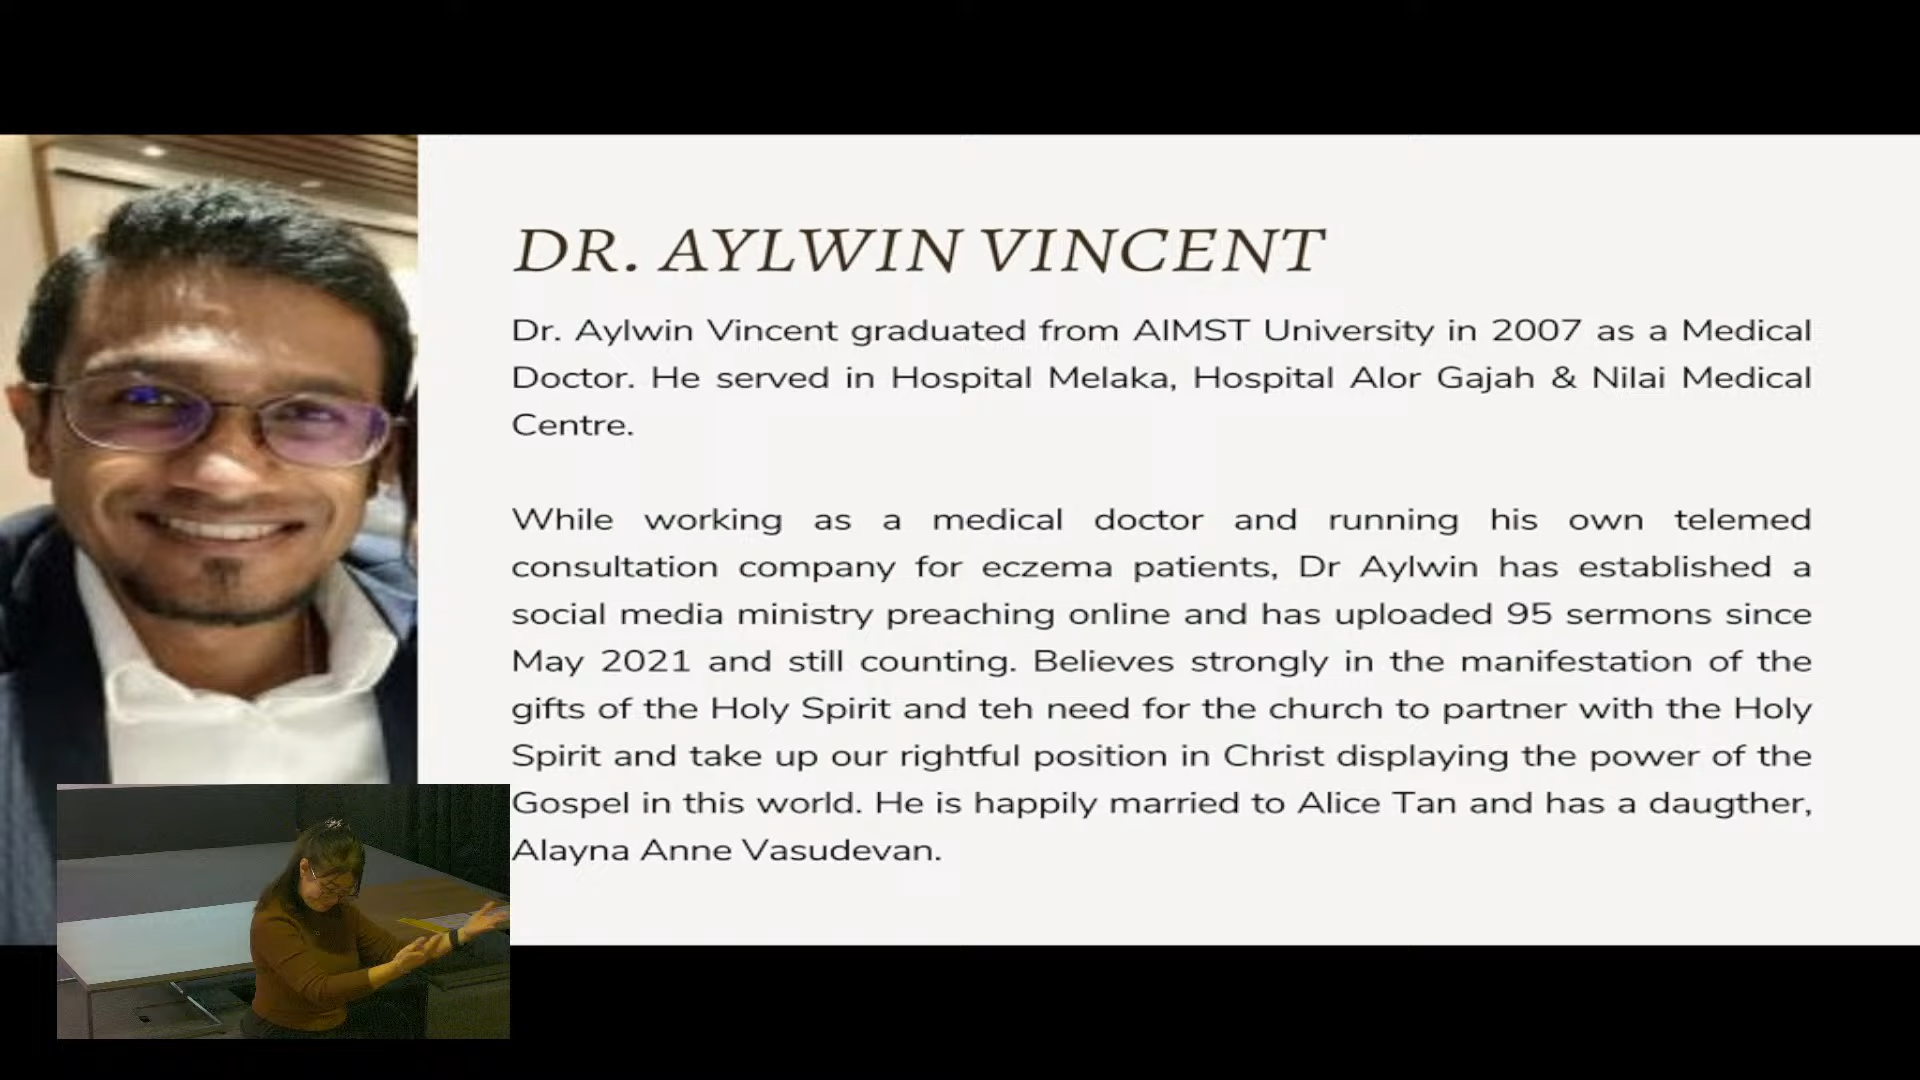 DR. AYLWIN VINCENT
Dr. Aylwin Vincent graduated from AIMST University in 2007 as a Medical
Doctor. He served in Hospital Melaka, Hospital Alor Gajah & Nilai Medical
Centre.
While working as a medical doctor and running his own telemed
consultation company for eczema patients, Dr Aylwin has established a
social media ministry preaching online and has uploaded 95 sermons since
May 2021 and still counting. Believes strongly in the manifestation of the
gifts of the Holy Spirit and teh need for the church to partner with the Holy
Spirit and take up our rightful position in Christ displaying the power of the
Gospel in this world. He is happily married to Alice Tan and has a daugther,
Alayna Anne Vasudevan.